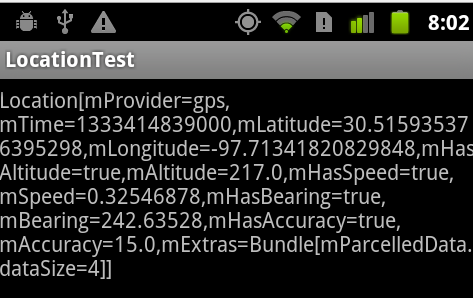 8:02
LocationTest
Location[mProvider=gps,
mTime=1333414839000,mLatitude=30.51593537
6395298,mLongitude=-97.71341820829848,mHas
Altitude=true,mAltitude=217.0,mHasSpeed=true,
mSpeed=0.32546878,mHasBearing=true,
mBearing=242.63528,mHasAccuracy=true,
mAccuracy=15.0,mExtras=Bundle[mParcelledData.
dataSize=4]]